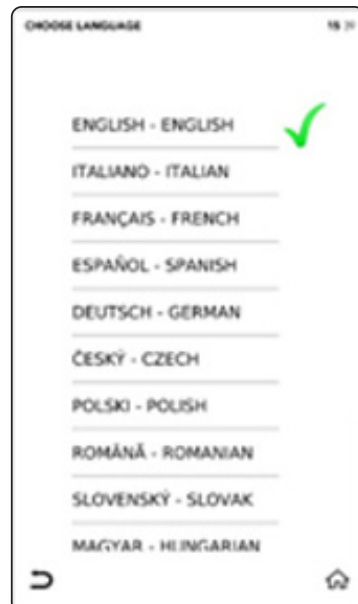 CHOOSE LANGUAGE
ENGLISH - ENGLISH
ITALIANO - ITALIAN
FRANÇAIS - FRENCH
ESPAÑOL - SPANISH
DEUTSCH - GERMAN
ČESKÝ - CZECH
POLSKI - POLISH
ROMÂNĂ - ROMANIAN
SLOVENSKÝ - SLOVAK
MAGYAR - HUNGARIAN